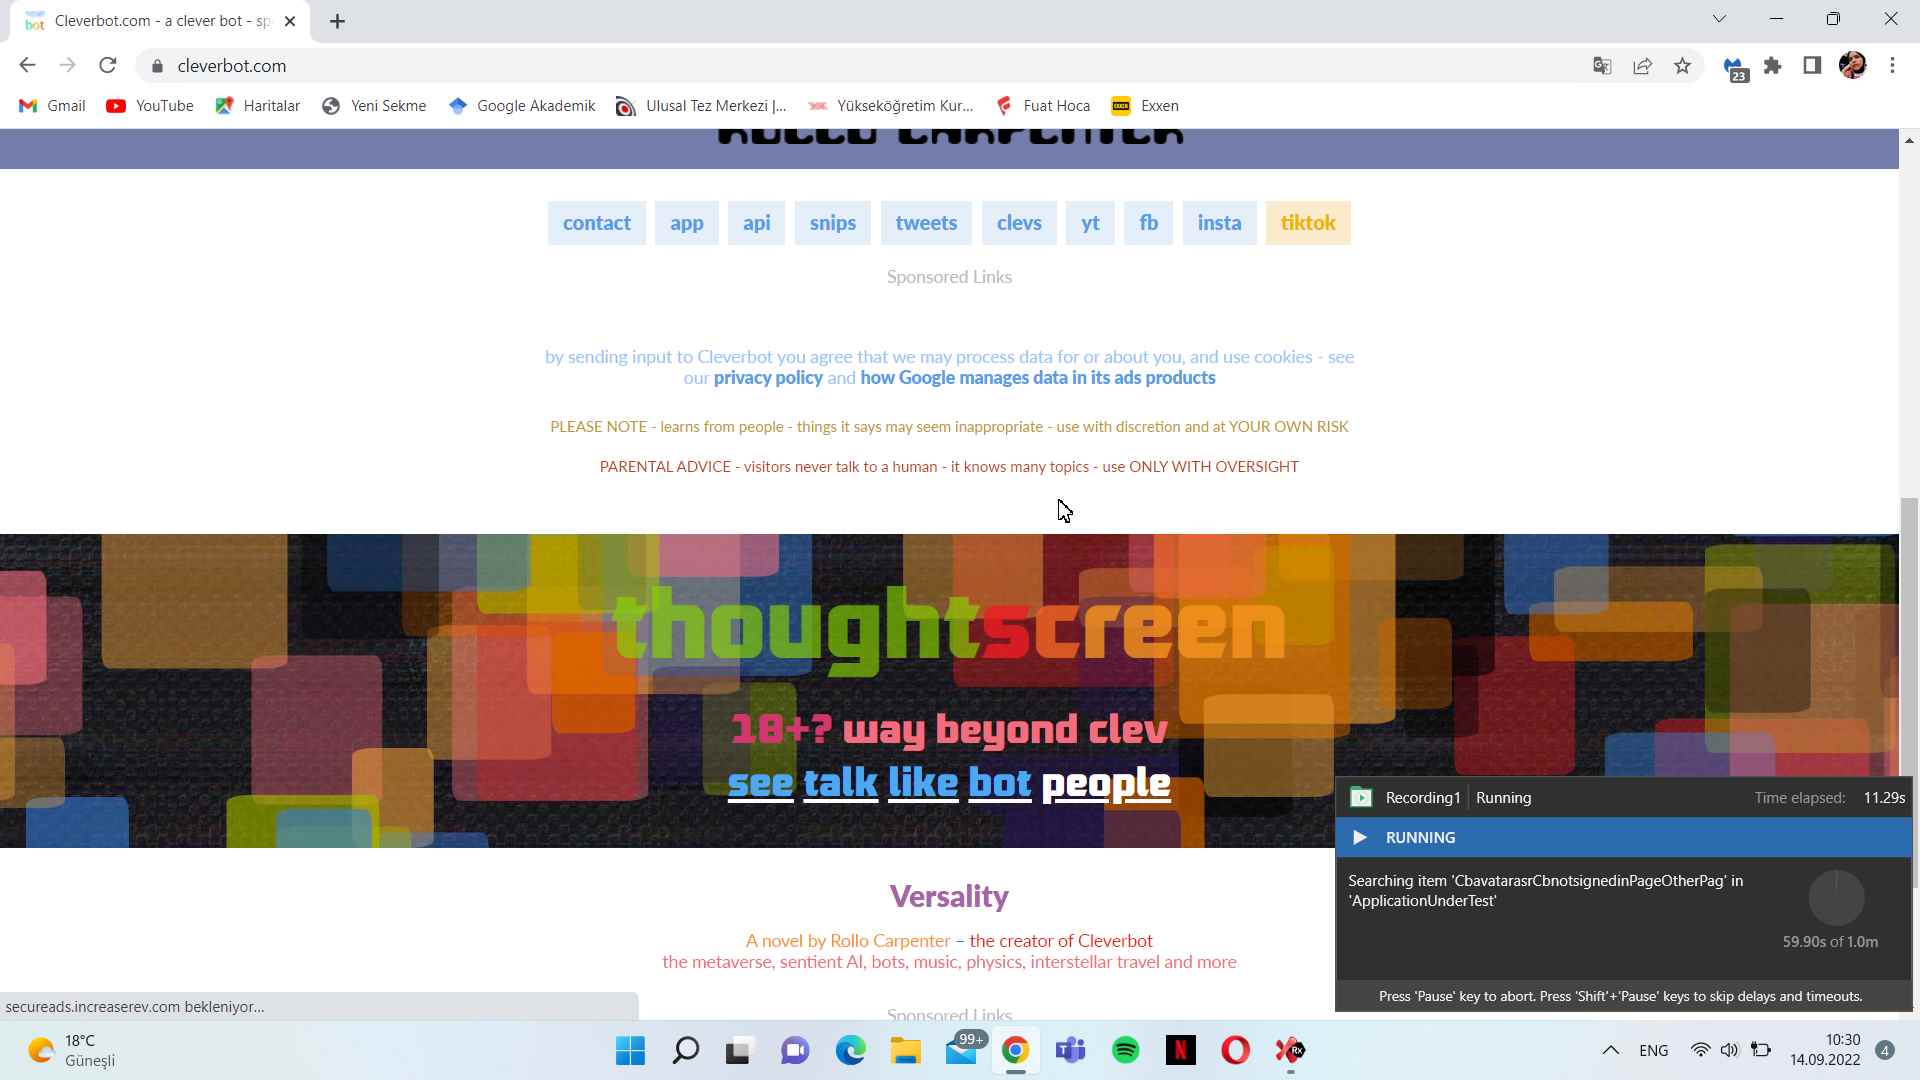 Cleverbot.com - a clever bot - sp
cleverbot.com
23
Gmail
YouTube
Haritalar
Yeni Sekme
Google Akademik
Ulusal Tez Merkezi |...
Yükseköğretim Kur...
Fuat Hoca
Exxen
ROLLO CARPENTER
contact
app
api
snips
tweets
clevs
yt
fb
insta
tiktok
Sponsored Links
by sending input to Cleverbot you agree that we may process data for or about you, and use cookies - see
our privacy policy and how Google manages data in its ads products
PLEASE NOTE - learns from people - things it says may seem inappropriate - use with discretion and at YOUR OWN RISK
PARENTAL ADVICE - visitors never talk to a human - it knows many topics - use ONLY WITH OVERSIGHT
thoughtscreen
18+? way beyond clev
see talk like bot people
Versality
A novel by Rollo Carpenter – the creator of Cleverbot
the metaverse, sentient AI, bots, music, physics, interstellar travel and more
Sponsored Links
Recording1 Running
Time elapsed: 11.29s
RUNNING
Searching item 'CbavatarasrCbnotsignedinPageOtherPag' in
'ApplicationUnderTest'
59.90s of 1.0m
Press 'Pause' key to abort. Press 'Shift'+'Pause' keys to skip delays and timeouts.
secureads.increaserev.com bekleniyor...
18°C
Güneşli
99+
ENG
10:30
14.09.2022
4